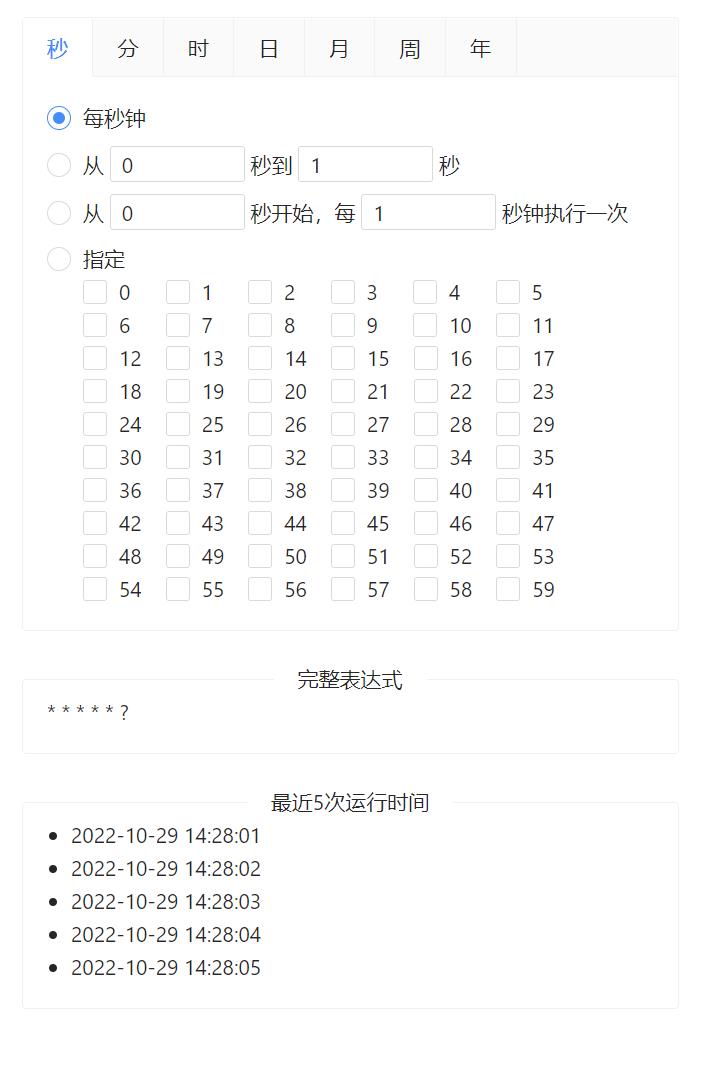 秒 分 时 日 月 周 年
每秒钟
从 0 秒到 1 秒
从 0 秒开始，每 1 秒钟执行一次
指定
0 1 2 3 4 5
6 7 8 9 10 11
12 13 14 15 16 17
18 19 20 21 22 23
24 25 26 27 28 29
30 31 32 33 34 35
36 37 38 39 40 41
42 43 44 45 46 47
48 49 50 51 52 53
54 55 56 57 58 59
完整表达式
* * * * * ?
最近5次运行时间
2022-10-29 14:28:01
2022-10-29 14:28:02
2022-10-29 14:28:03
2022-10-29 14:28:04
2022-10-29 14:28:05